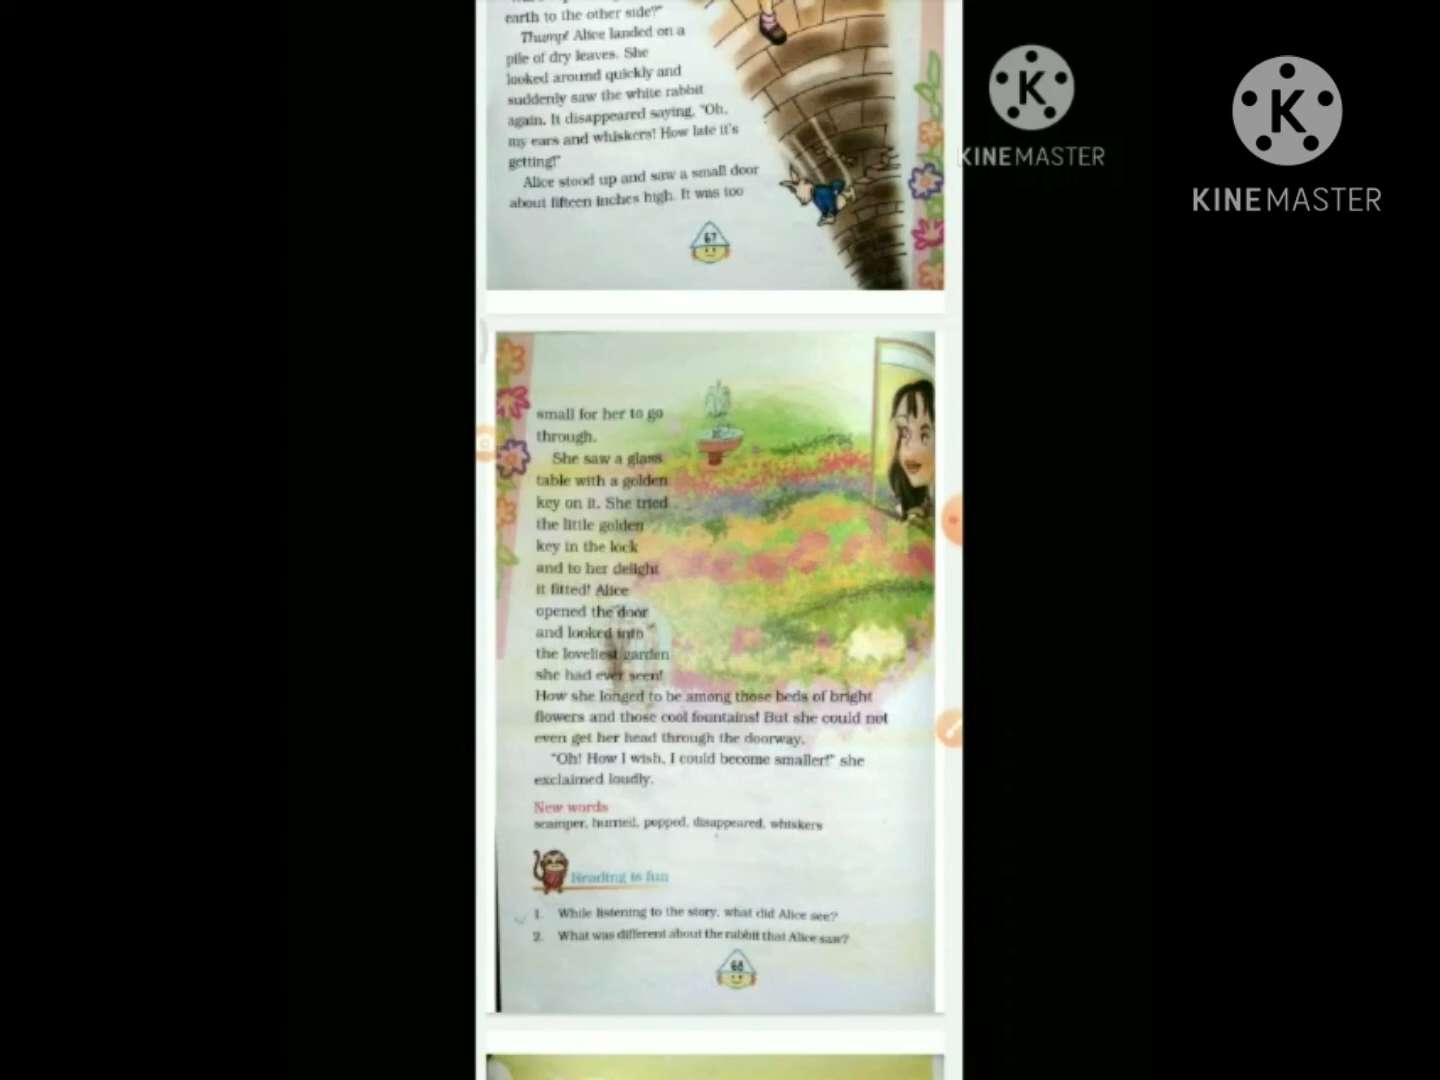 earth to the other side?"
Thump! Alice landed on a
pile of dry leaves. She
looked around quickly and
suddenly saw the white rabbit
again. It disappeared saying, "Oh,
my ears and whiskers! How late it's
getting!"
Alice stood up and saw a small door
about fifteen inches high. It was too
67
small for her to go
through.
She saw a glass
table with a golden
key on it. She tried
the little golden
key in the lock
and to her delight
it fitted! Alice
opened the door
and looked into
the loveliest garden
she had ever seen!
How she longed to be among those beds of bright
flowers and those cool fountains! But she could not
even get her head through the doorway.
"Oh! How I wish, I could become smaller!" she
exclaimed loudly.
New words
scamper, hurried, popped, disappeared, whiskers
Reading is fun
1. While listening to the story, what did Alice see?
2. What was different about the rabbit that Alice saw?
68
K
KINEMASTER
K
KINEMASTER